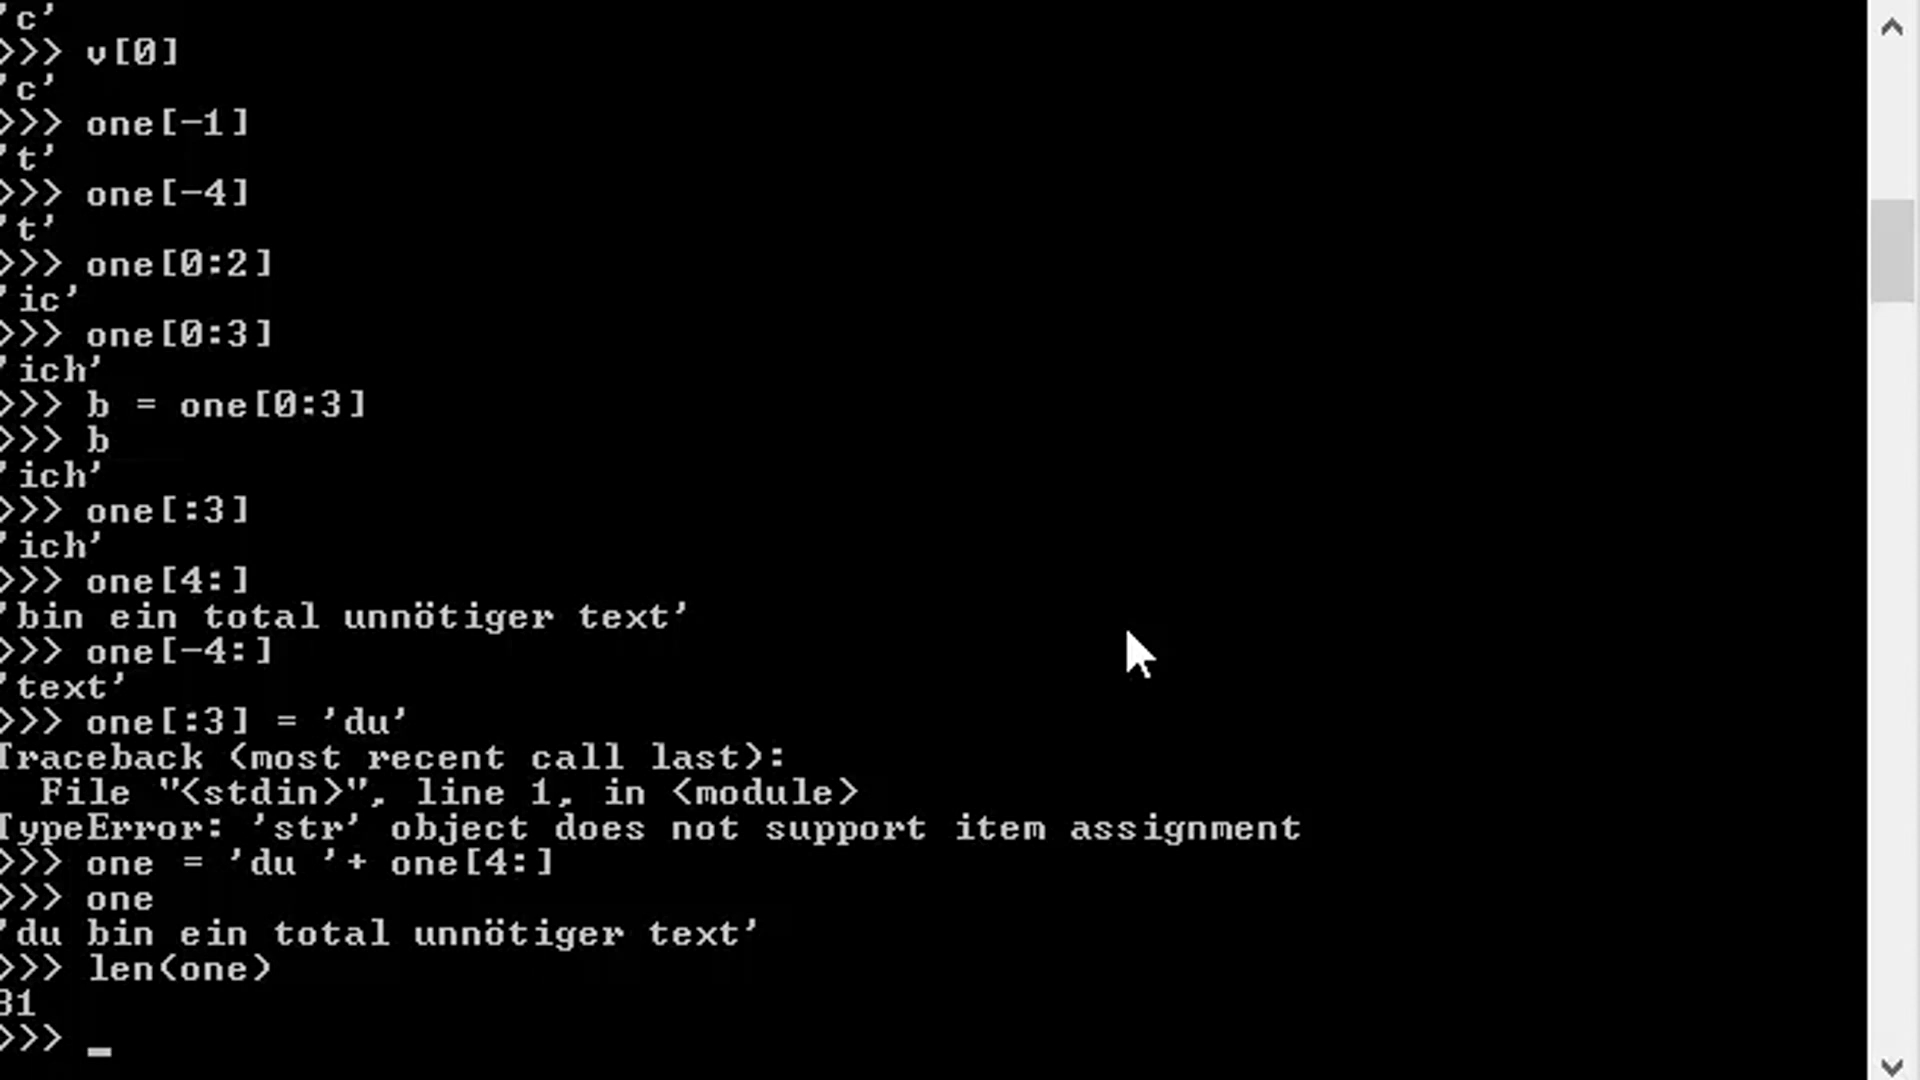 'c'
>>> v[0]
'c'
>>> one[-1]
't'
>>> one[-4]
't'
>>> one[0:2]
'ic'
>>> one[0:3]
'ich'
>>> b = one[0:3]
>>> b
'ich'
>>> one[:3]
'ich'
>>> one[4:]
'bin ein total unnötiger text'
>>> one[-4:]
'text'
>>> one[:3] = 'du'
Traceback (most recent call last):
  File "<stdin>", line 1, in <module>
TypeError: 'str' object does not support item assignment
>>> one = 'du '+ one[4:]
>>> one
'du bin ein total unnötiger text'
>>> len(one)
31
>>> _